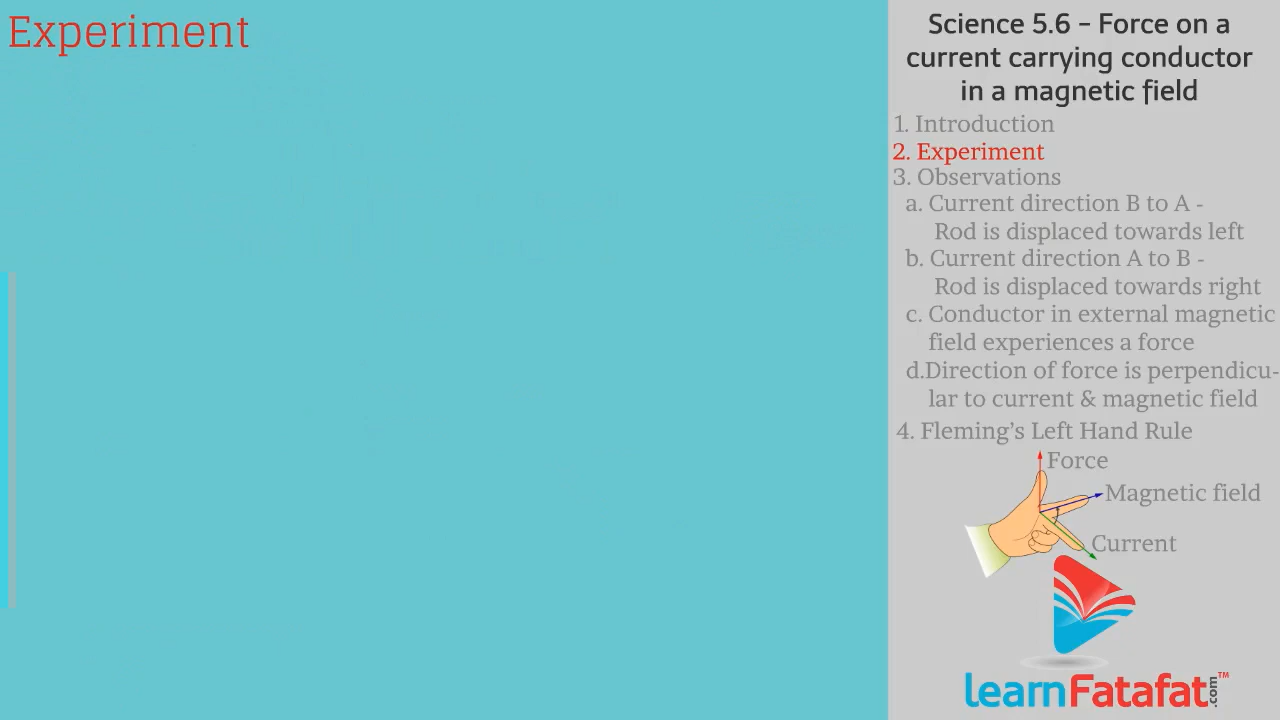 Experiment
Science 5.6 – Force on a
current carrying conductor
in a magnetic field
1. Introduction
2. Experiment
3. Observations
a. Current direction B to A -
Rod is displaced towards left
b. Current direction A to B -
Rod is displaced towards right
c. Conductor in external magnetic
field experiences a force
d.Direction of force is perpendicu-
lar to current & magnetic field
4. Fleming's Left Hand Rule
Force
Magnetic field
Current
learnFatafat.com™